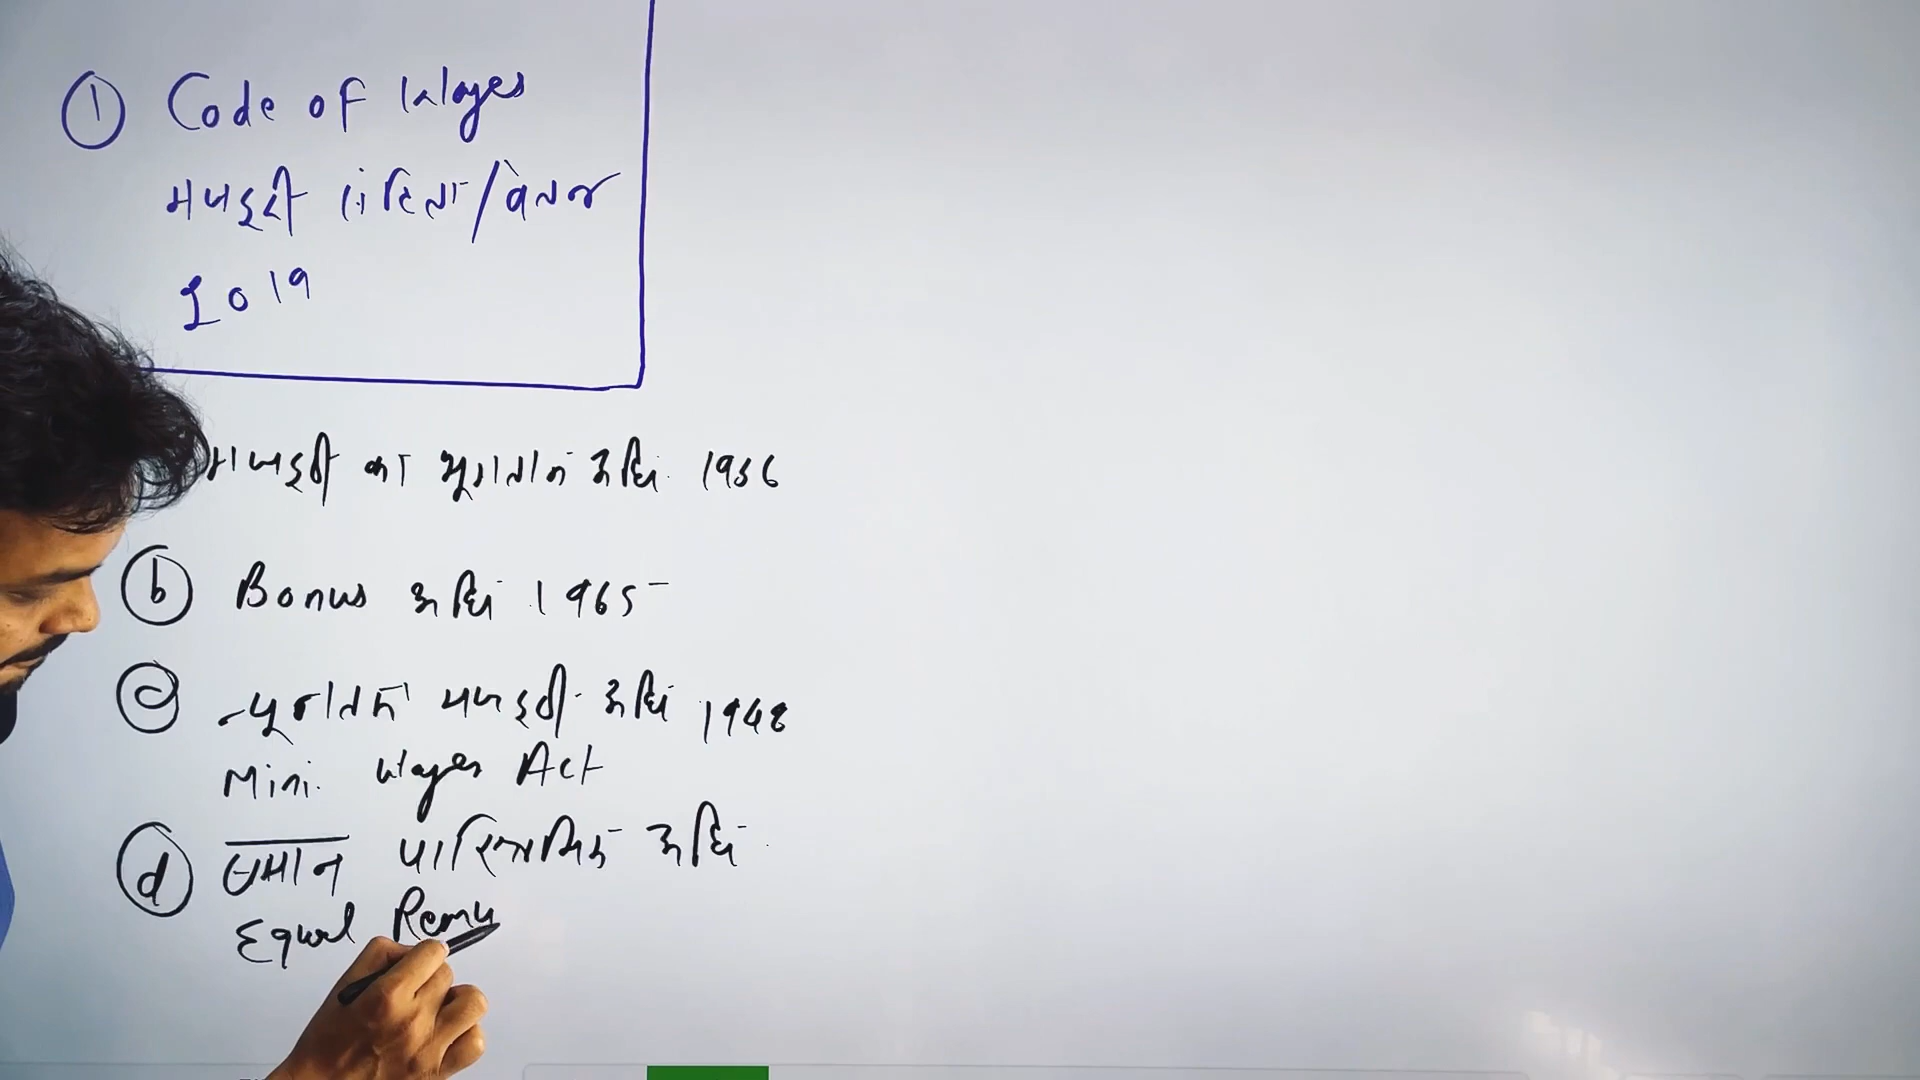 ① Code of Wages
मजदूरी संहिता/वेतन
2019
मजदूरी का भुगतान अधि. 1936
ⓑ Bonus अधि 1965
ⓒ न्यूनतम मजदूरी अधि 1948
Mini. Wages Act
ⓓ समान पारिश्रमिक अधि.
Equal Remu